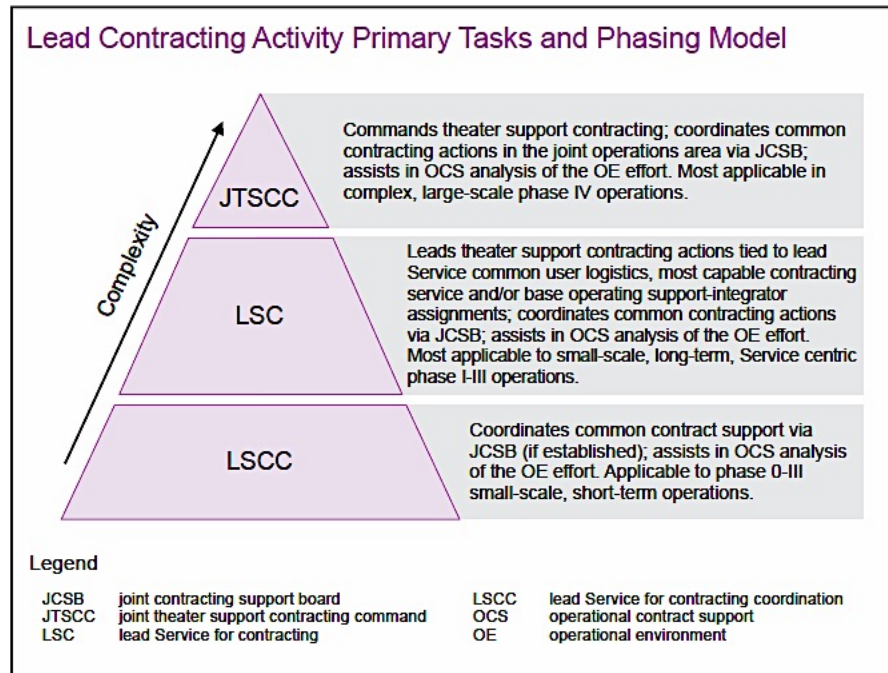 Lead Contracting Activity Primary Tasks and Phasing Model
Complexity
JTSCC
Commands theater support contracting; coordinates common
contracting actions in the joint operations area via JCSB;
assists in OCS analysis of the OE effort. Most applicable in
complex, large-scale phase IV operations.
LSC
Leads theater support contracting actions tied to lead
Service common user logistics, most capable contracting
service and/or base operating support-integrator
assignments; coordinates common contracting actions
via JCSB; assists in OCS analysis of the OE effort.
Most applicable to small-scale, long-term, Service centric
phase I-III operations.
LSCC
Coordinates common contract support via
JCSB (if established); assists in OCS analysis
of the OE effort. Applicable to phase 0-III
small-scale, short-term operations.
Legend
JCSB joint contracting support board
JTSCC joint theater support contracting command
LSC lead Service for contracting
LSCC lead Service for contracting coordination
OCS operational contract support
OE operational environment